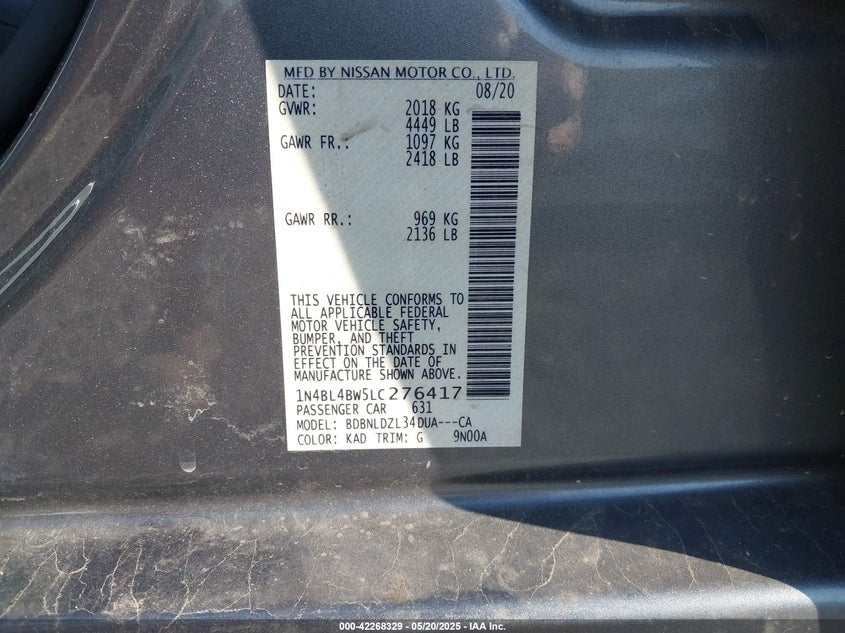 MFD BY NISSAN MOTOR CO., LTD.
DATE: 08/20
GVWR: 2018 KG
4449 LB
GAWR FR.: 1097 KG
2418 LB
GAWR RR.: 969 KG
2136 LB
THIS VEHICLE CONFORMS TO
ALL APPLICABLE FEDERAL
MOTOR VEHICLE SAFETY,
BUMPER, AND THEFT
PREVENTION STANDARDS IN
EFFECT ON THE DATE OF
MANUFACTURE SHOWN ABOVE.
1N4BL4BW5LC276417
PASSENGER CAR 631
MODEL: BDBNLDZL34DUA---CA
COLOR: KAD TRIM: G 9N00A
000-42268329 - 05/20/2025 - IAA Inc.